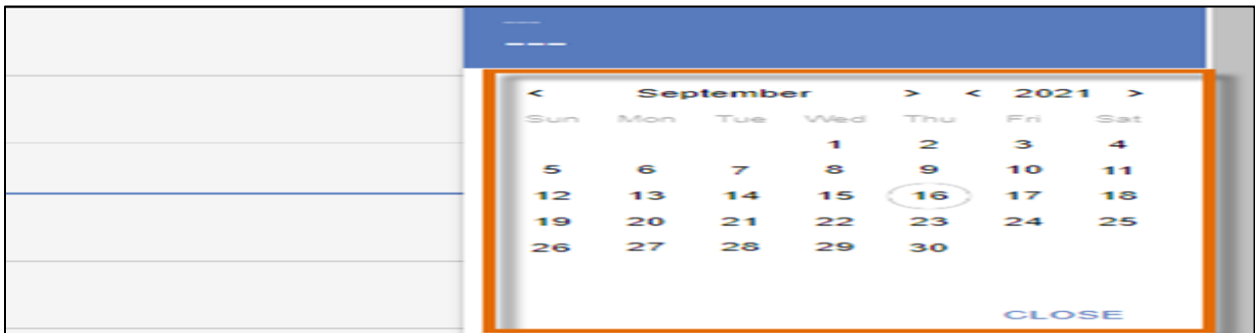 < September > < 2021 >
Sun Mon Tue Wed Thu Fri Sat
1 2 3 4
5 6 7 8 9 10 11
12 13 14 15 16 17 18
19 20 21 22 23 24 25
26 27 28 29 30
CLOSE